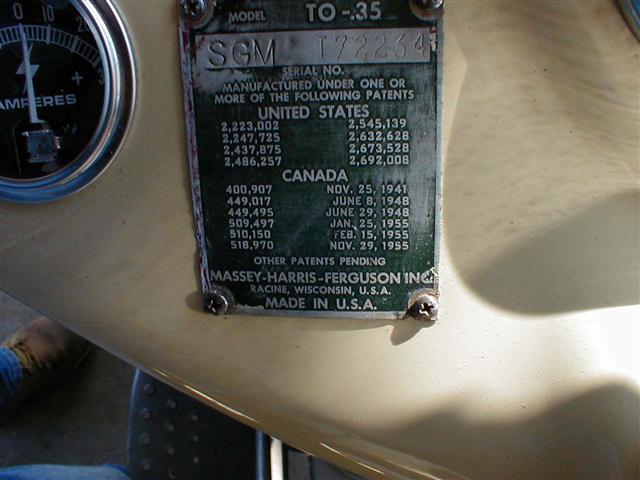 0 10 20 3
+
AMPERES
MODEL TO-.35
SGM 172234
SERIAL NO.
MANUFACTURED UNDER ONE OR
MORE OF THE FOLLOWING PATENTS
UNITED STATES
2,223,002 2,545,139
2,247,725 2,632,628
2,437,875 2,673,528
2,486,257 2,692,008
CANADA
400,907 NOV. 25, 1941
449,017 JUNE 8, 1948
449,495 JUNE 29, 1948
509,497 JAN. 25, 1955
510,150 FEB. 15, 1955
518,970 NOV. 29, 1955
OTHER PATENTS PENDING
MASSEY-HARRIS-FERGUSON INC.
RACINE, WISCONSIN, U.S.A.
MADE IN U.S.A.